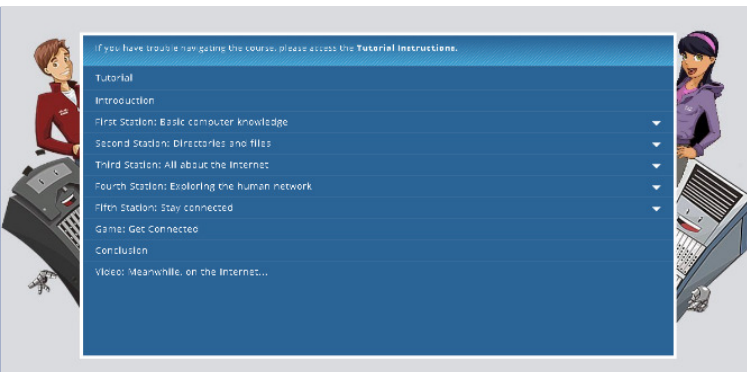 If you have trouble navigating the course, please access the Tutorial Instructions.
Tutorial
Introduction
First Station: Basic computer knowledge
Second Station: Directories and files
Third Station: All about the Internet
Fourth Station: Exploring the human network
Fifth Station: Stay connected
Game: Get Connected
Conclusion
Video: Meanwhile, on the Internet...